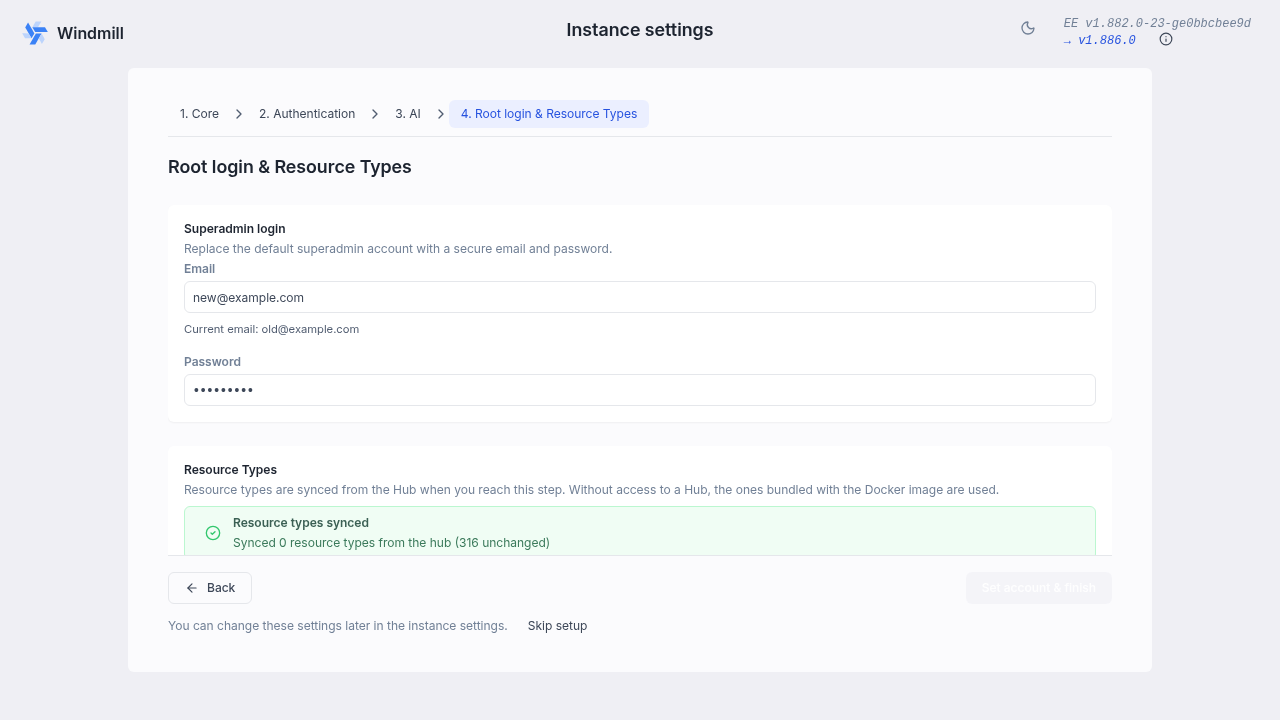 Windmill
Instance settings
EE v1.882.0-23-ge0bbcbee9d
→ v1.886.0
1. Core
2. Authentication
3. AI
4. Root login & Resource Types
Root login & Resource Types
Superadmin login
Replace the default superadmin account with a secure email and password.
Email
new@example.com
Current email: old@example.com
Password
•••••••••
Resource Types
Resource types are synced from the Hub when you reach this step. Without access to a Hub, the ones bundled with the Docker image are used.
Resource types synced
Synced 0 resource types from the hub (316 unchanged)
Back
Set account & finish
You can change these settings later in the instance settings.
Skip setup